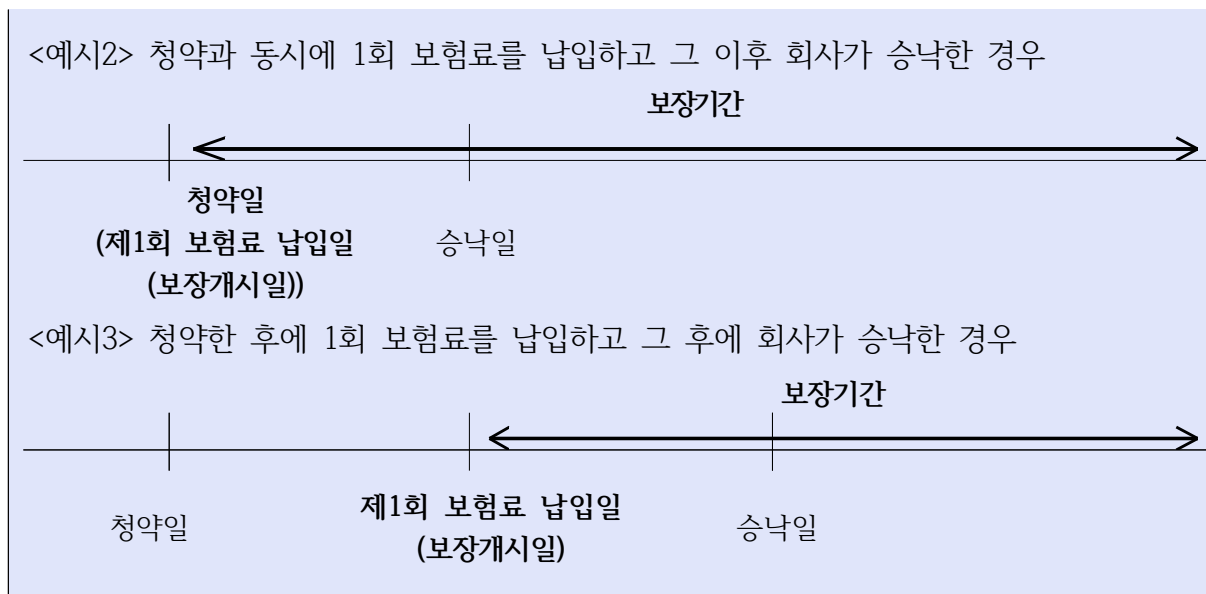 <예시2> 청약과 동시에 1회 보험료를 납입하고 그 이후 회사가 승낙한 경우
보장기간
청약일
(제1회 보험료 납입일
(보장개시일))
승낙일
<예시3> 청약한 후에 1회 보험료를 납입하고 그 후에 회사가 승낙한 경우
보장기간
청약일
제1회 보험료 납입일
(보장개시일)
승낙일